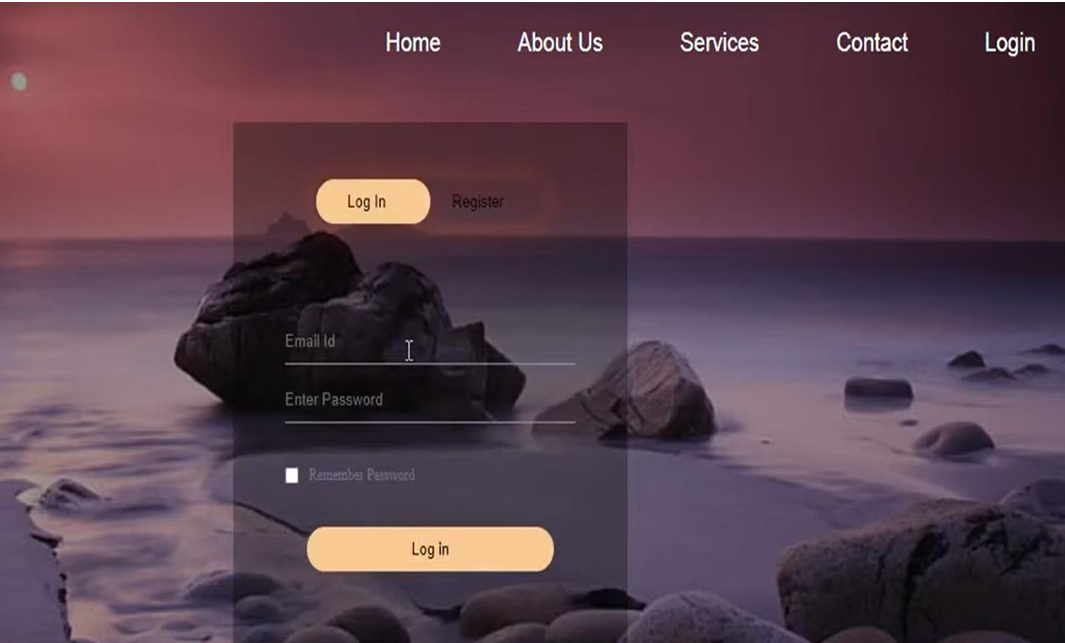 Home About Us Services Contact Login
Log In Register
Email Id
Enter Password
Remember Password
Log in